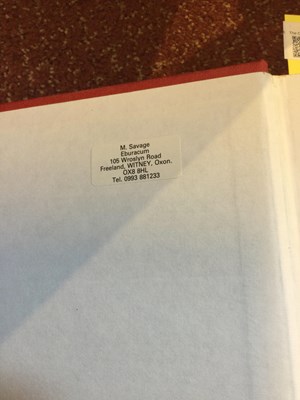 M. Savage
Eburacum
105 Wroslyn Road
Freeland, WITNEY, Oxon.
OX8 8HL
Tel. 0993 881233